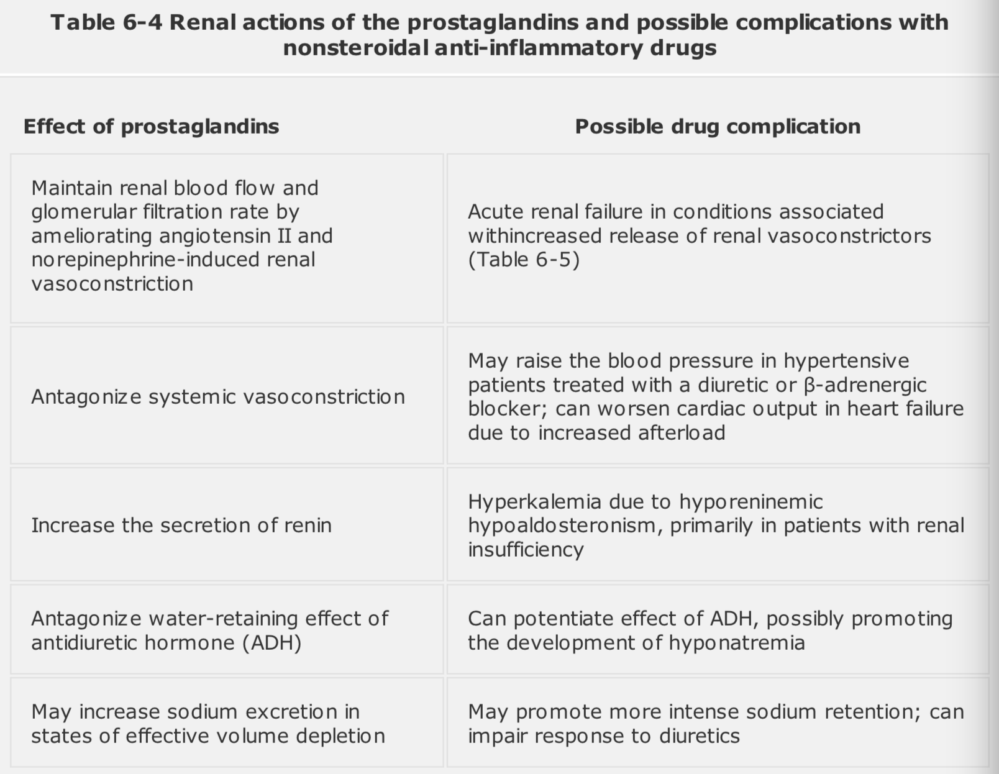 Table 6-4 Renal actions of the prostaglandins and possible complications with
nonsteroidal anti-inflammatory drugs
Effect of prostaglandins
Possible drug complication
Maintain renal blood flow and
glomerular filtration rate by
ameliorating angiotensin II and
norepinephrine-induced renal
vasoconstriction
Acute renal failure in conditions associated
withincreased release of renal vasoconstrictors
(Table 6-5)
Antagonize systemic vasoconstriction
May raise the blood pressure in hypertensive
patients treated with a diuretic or β-adrenergic
blocker; can worsen cardiac output in heart failure
due to increased afterload
Increase the secretion of renin
Hyperkalemia due to hyporeninemic
hypoaldosteronism, primarily in patients with renal
insufficiency
Antagonize water-retaining effect of
antidiuretic hormone (ADH)
Can potentiate effect of ADH, possibly promoting
the development of hyponatremia
May increase sodium excretion in
states of effective volume depletion
May promote more intense sodium retention; can
impair response to diuretics